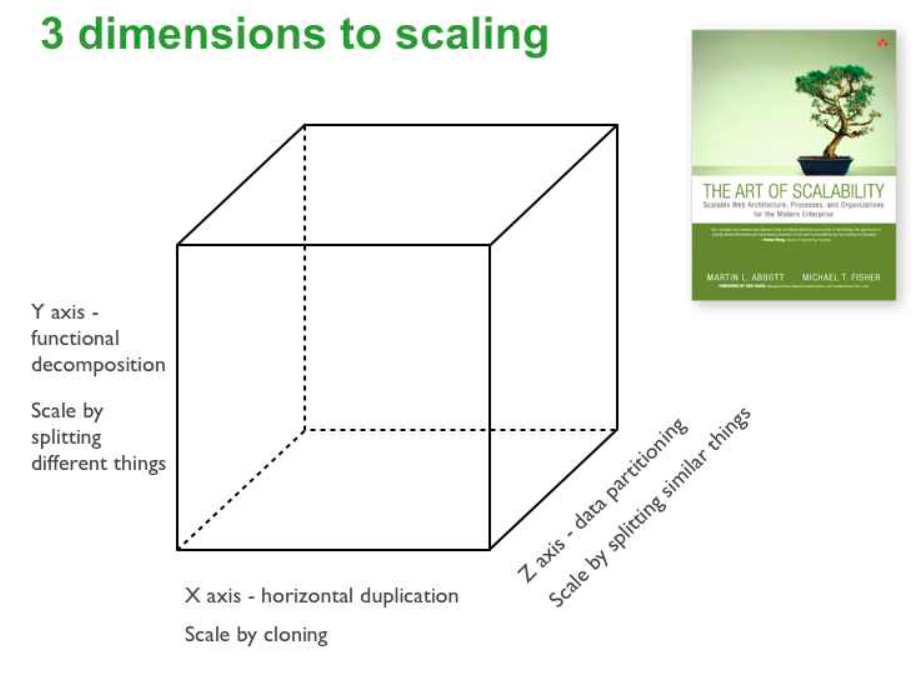 3 dimensions to scaling
THE ART OF SCALABILITY
Scalable Web Architecture, Processes, and Organizations
for the Modern Enterprise
MARTIN L. ABBOTT MICHAEL T. FISHER
Y axis -
functional
decomposition
Scale by
splitting
different things
Z axis - data partitioning
Scale by splitting similar things
X axis - horizontal duplication
Scale by cloning